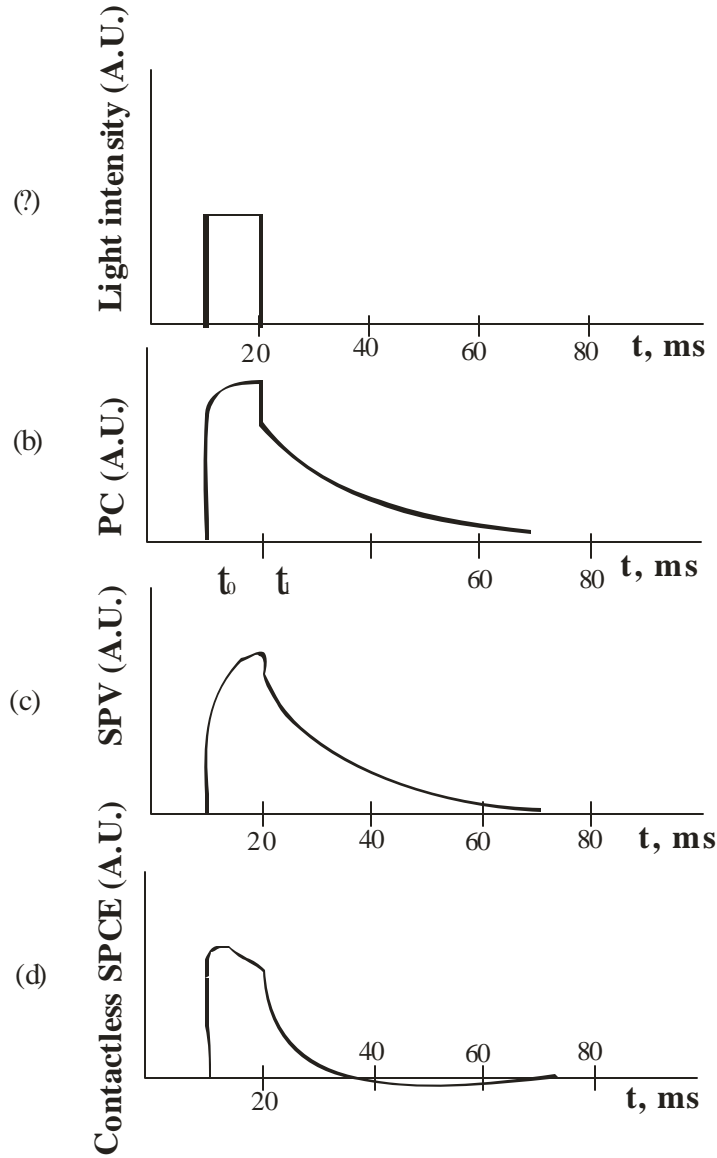 Light intensity (A.U.)
(?)
20 40 60 80 t, ms
PC (A.U.)
(b)
t0 t1 60 80 t, ms
SPV (A.U.)
(c)
20 40 60 80 t, ms
Contactless SPCE (A.U.)
(d)
40 60 80
20 t, ms